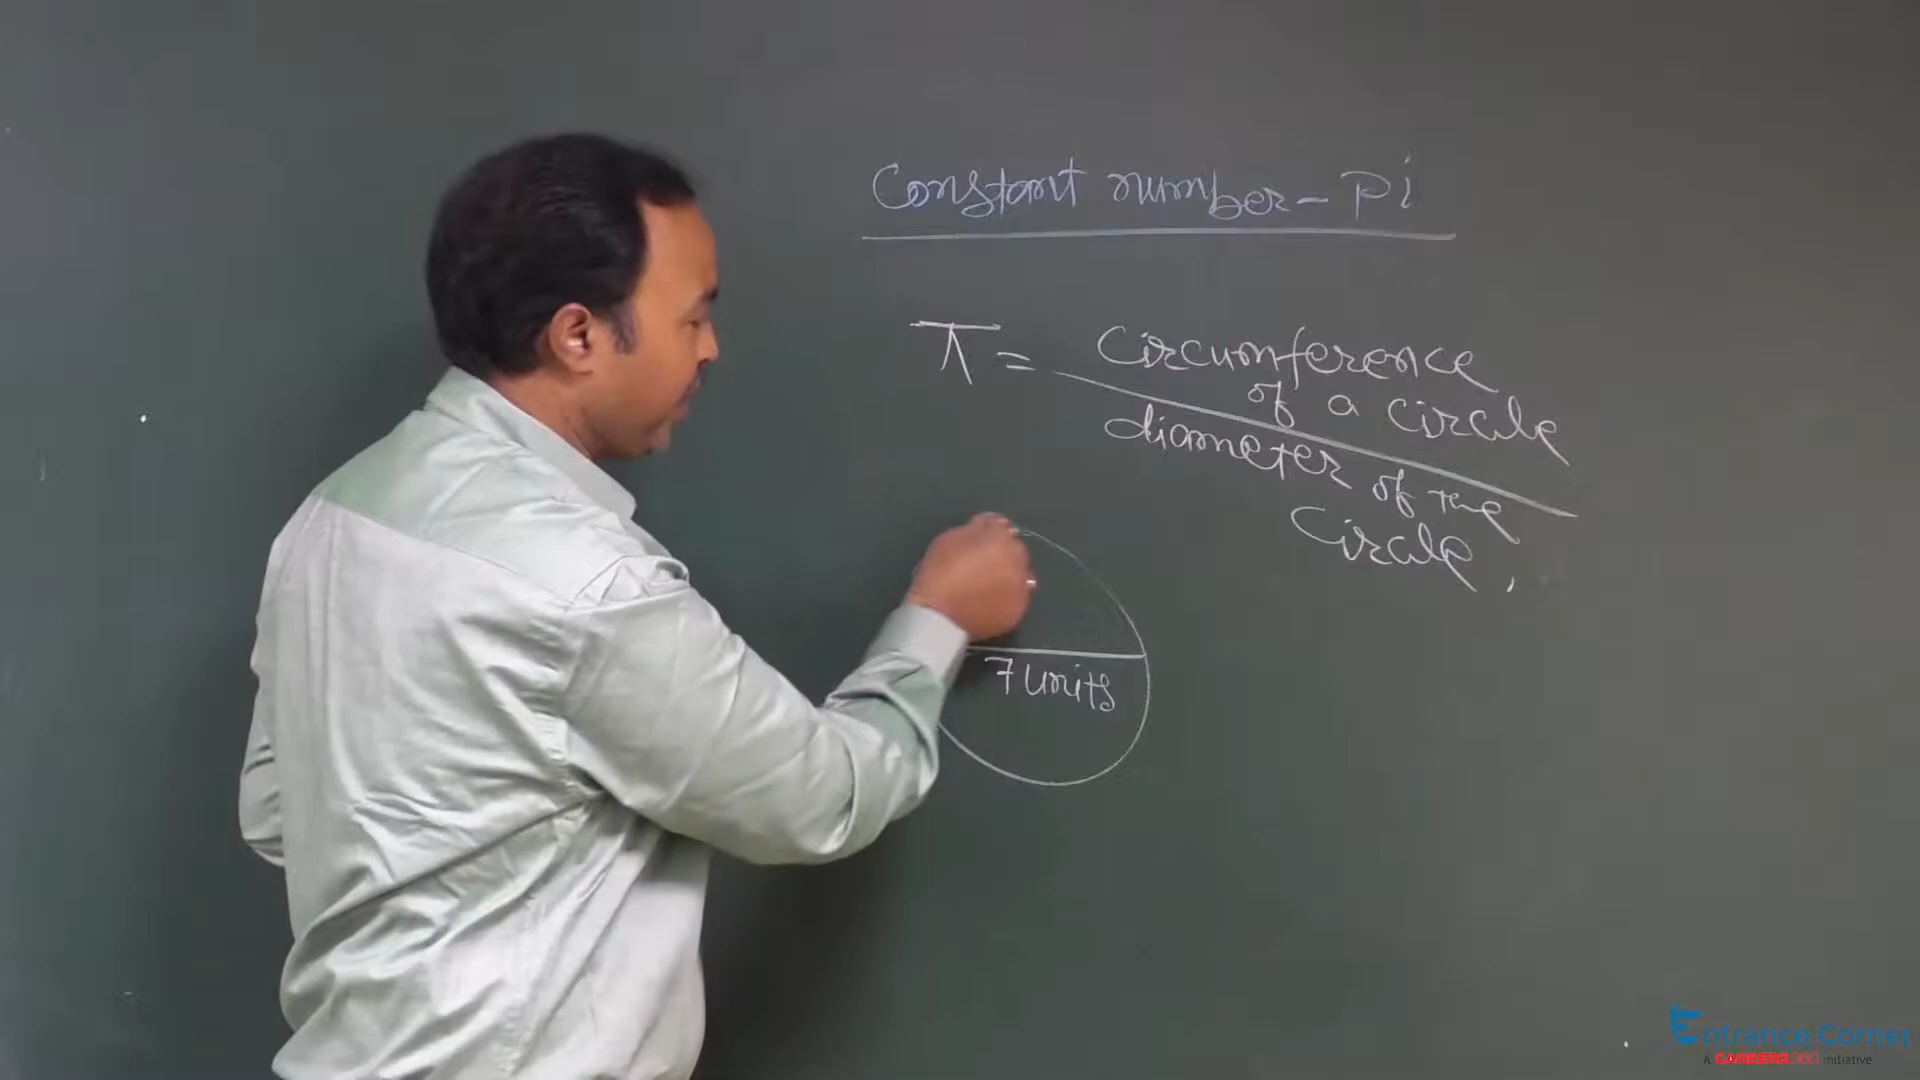 Constant number - Pi
π =
Circumference
of a circle
diameter of the
Circle.
7 units
Entrance Corner
A CAREERS360 initiative